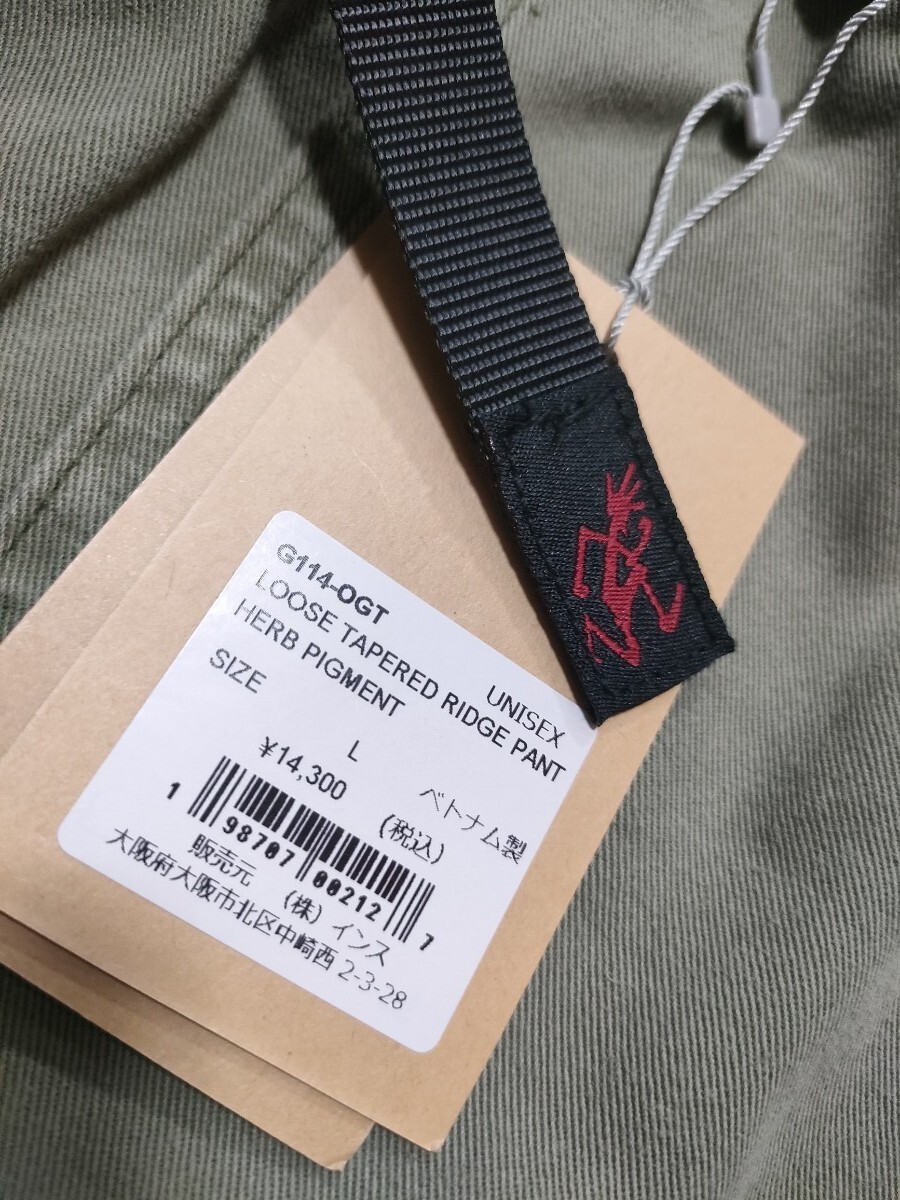 G114-OGT
UNISEX
LOOSE TAPERED RIDGE PANT
HERB PIGMENT
SIZE
L
ベトナム製
¥14,300
(税込)
1 98707 00212 7
販売元 (株) インス
大阪府大阪市北区中崎西 2-3-28